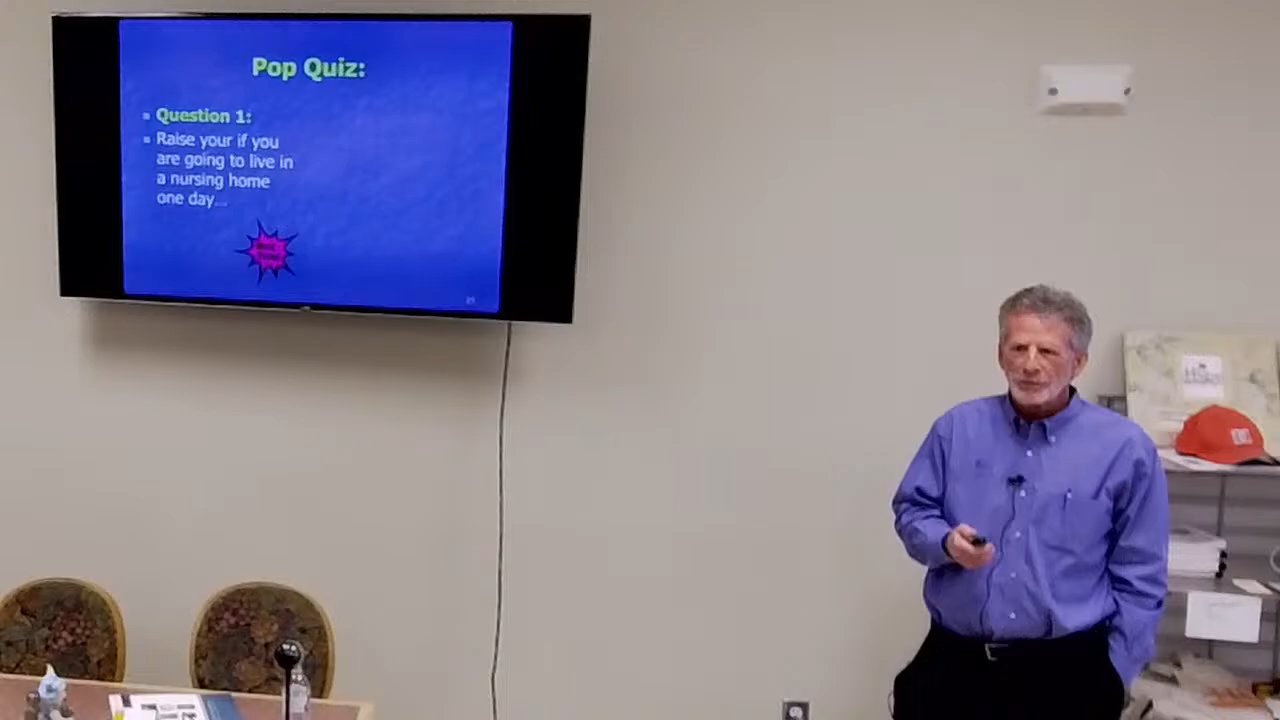 Pop Quiz:
Question 1:
Raise your if you
are going to live in
a nursing home
one day...